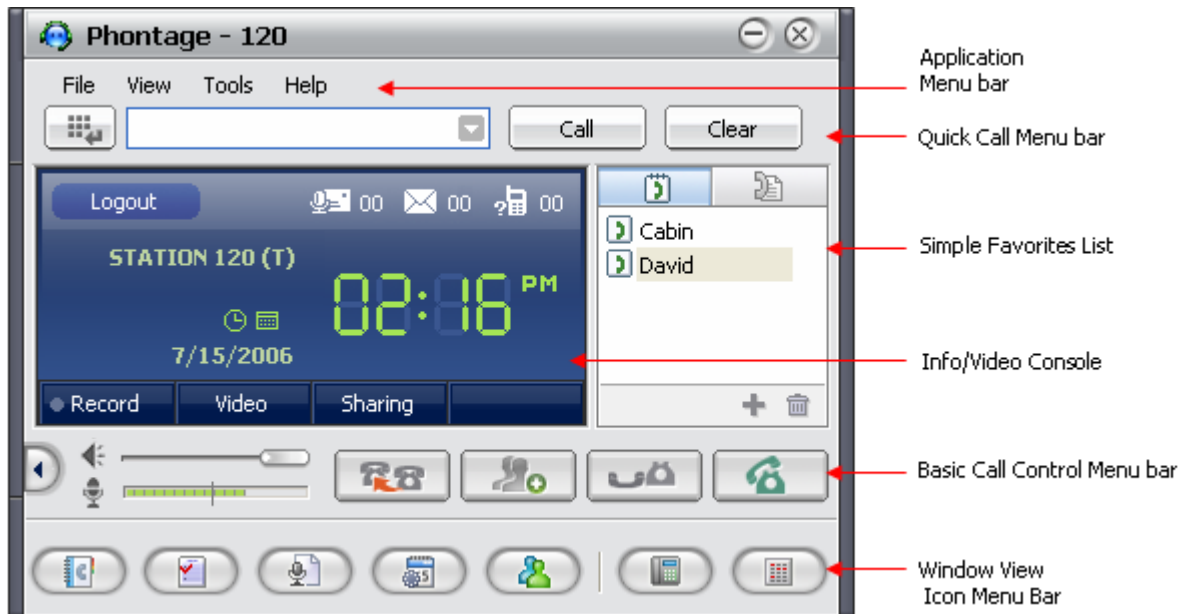 Phontage - 120
Application
Menu bar
File View Tools Help
Call Clear
Quick Call Menu bar
Logout 00 00 00
STATION 120 (T)
02:16 PM
7/15/2006
Record Video Sharing
Cabin
David
Simple Favorites List
Info/Video Console
Basic Call Control Menu bar
Window View
Icon Menu Bar